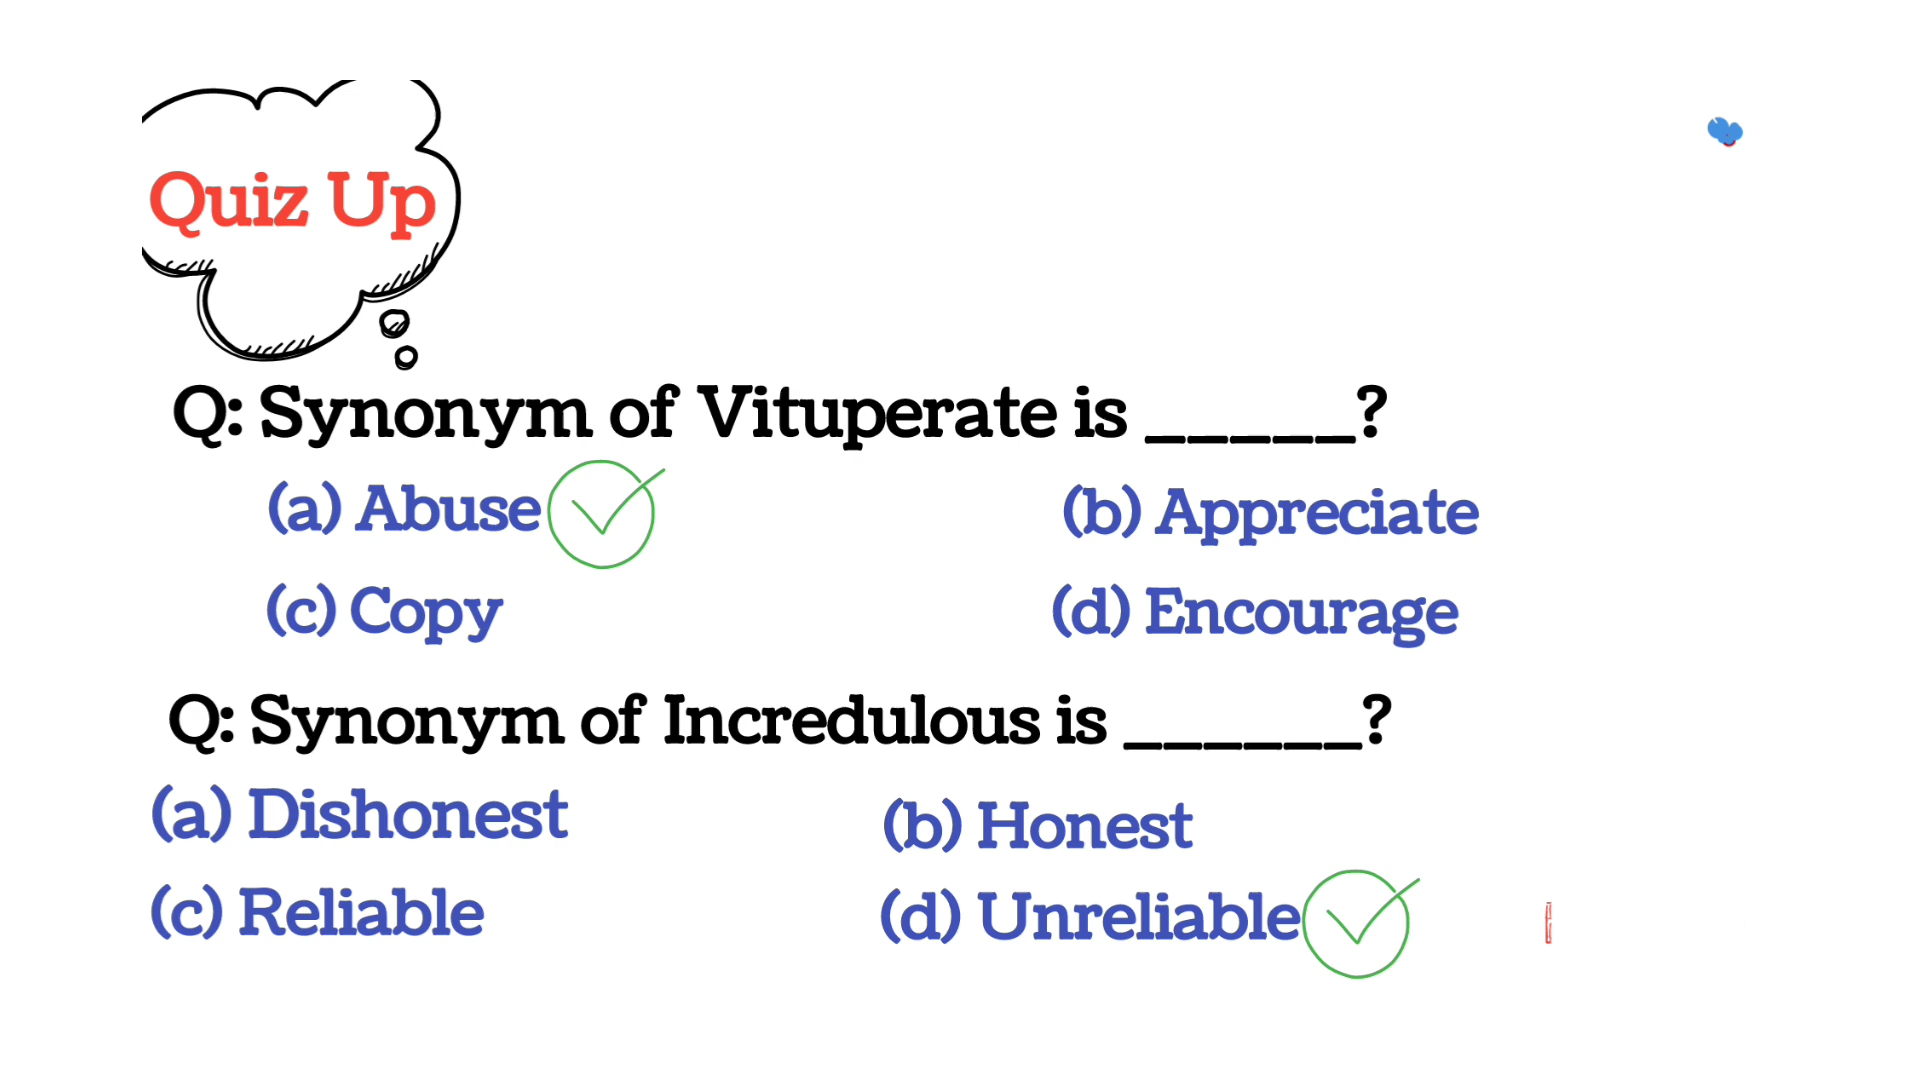 Quiz Up
Q: Synonym of Vituperate is _____?
(a) Abuse
(b) Appreciate
(c) Copy
(d) Encourage
Q: Synonym of Incredulous is ______?
(a) Dishonest
(b) Honest
(c) Reliable
(d) Unreliable